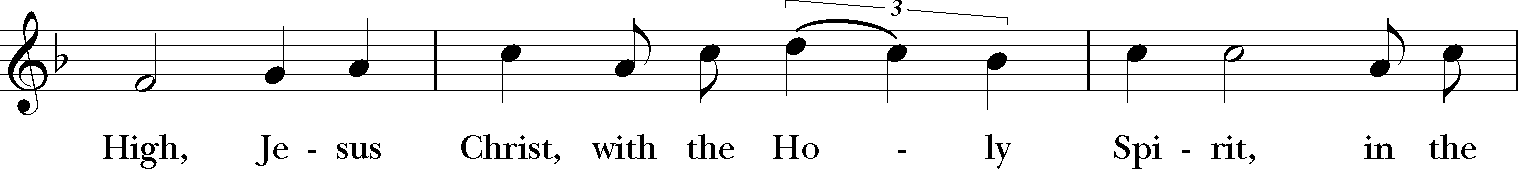 3
High, Je - sus Christ, with the Ho - ly Spi - rit, in the